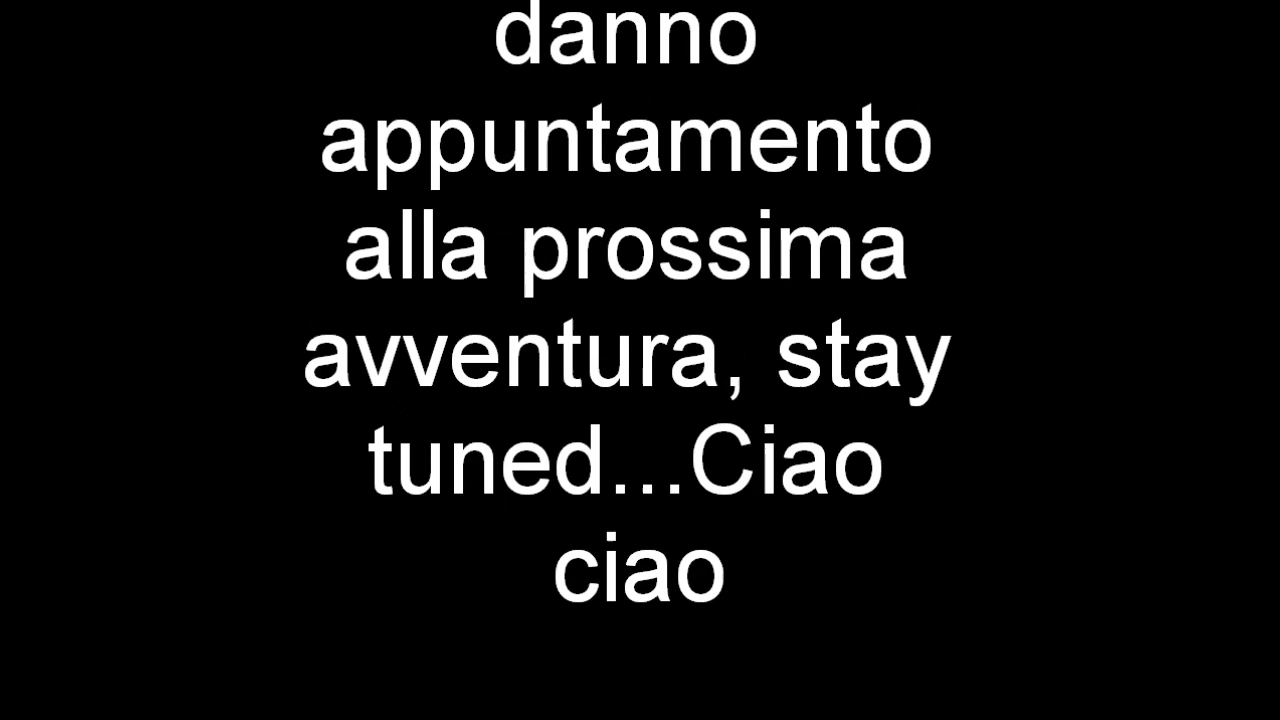 danno
appuntamento
alla prossima
avventura, stay
tuned...Ciao
ciao